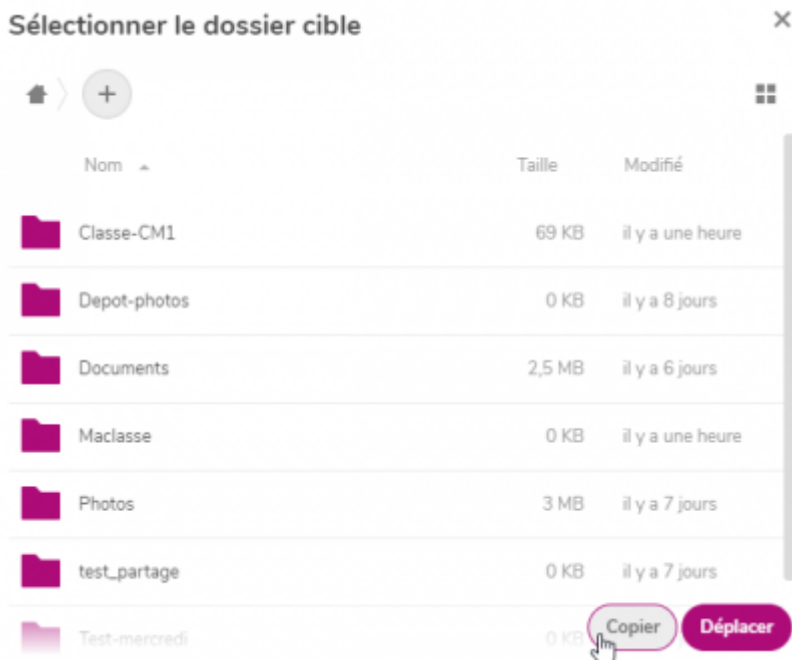 Sélectionner le dossier cible
Nom Taille Modifié
Classe-CM1 69 KB il y a une heure
Depot-photos 0 KB il y a 8 jours
Documents 2,5 MB il y a 6 jours
Maclasse 0 KB il y a une heure
Photos 3 MB il y a 7 jours
test_partage 0 KB il y a 7 jours
Test-mercredi 0 KB
Copier Déplacer